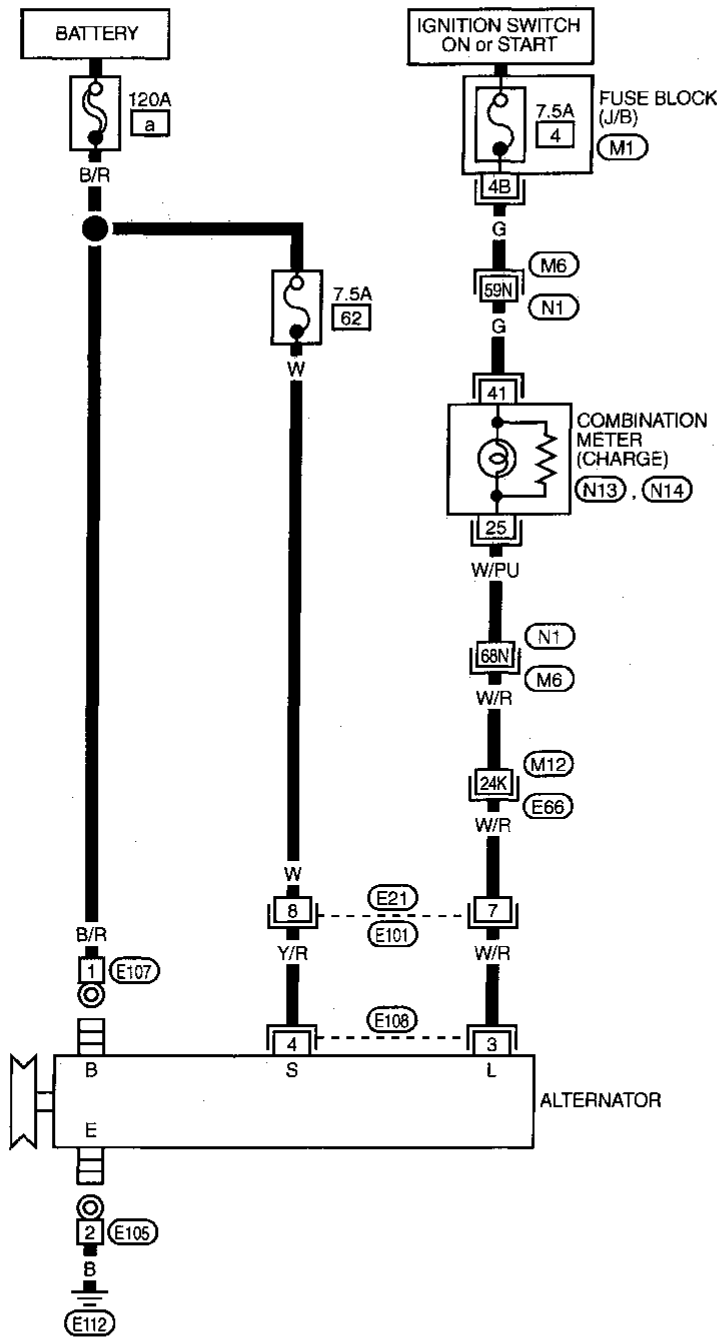 BATTERY
120A
a
B/R
7.5A
62
W
W
8
Y/R
B/R
1
E107
IGNITION SWITCH
ON or START
7.5A
4
FUSE BLOCK
(J/B)
M1
4B
G
M6
59N
N1
G
41
COMBINATION
METER
(CHARGE)
N13 , N14
25
W/PU
N1
68N
M6
W/R
M12
24K
E66
W/R
E21
7
E101
W/R
E108
4
3
B
S
L
E
ALTERNATOR
2
E105
B
E112